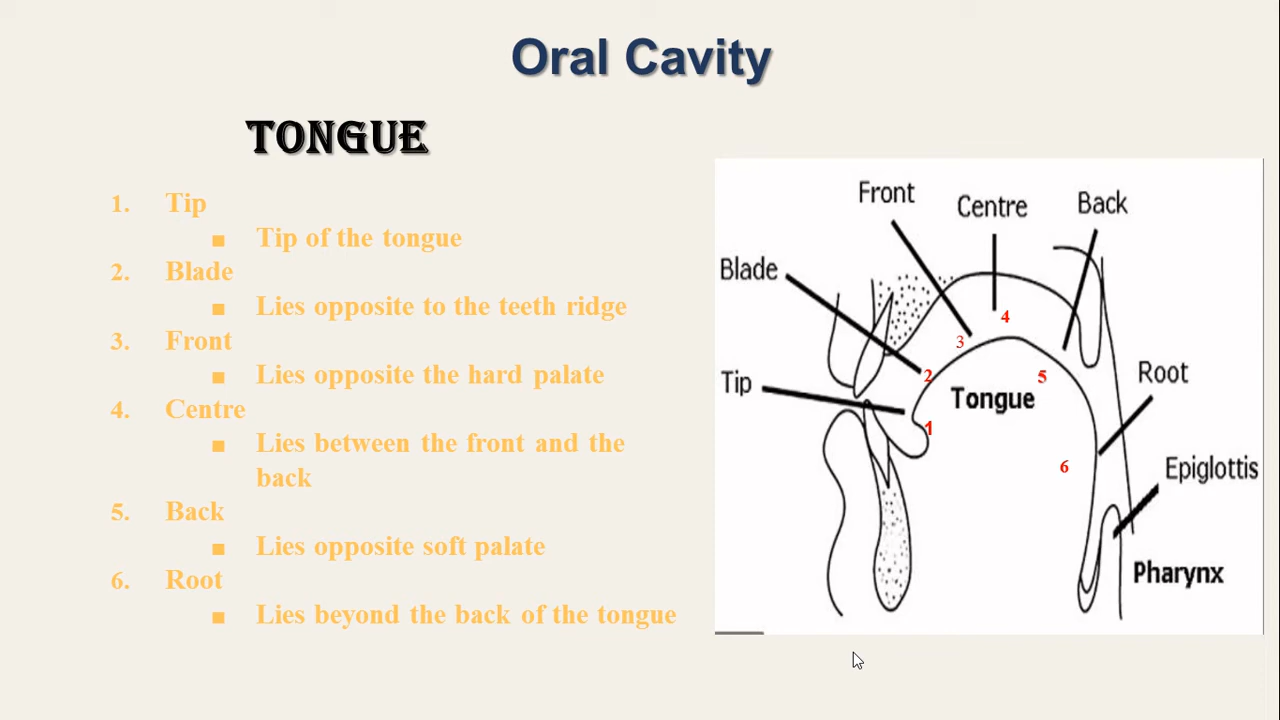 Oral Cavity
TONGUE
1. Tip
■ Tip of the tongue
2. Blade
■ Lies opposite to the teeth ridge
3. Front
■ Lies opposite the hard palate
4. Centre
■ Lies between the front and the
back
5. Back
■ Lies opposite soft palate
6. Root
■ Lies beyond the back of the tongue
Front
Centre
Back
Blade
4
3
2
5
Tip
Tongue
Root
1
6
Epiglottis
Pharynx